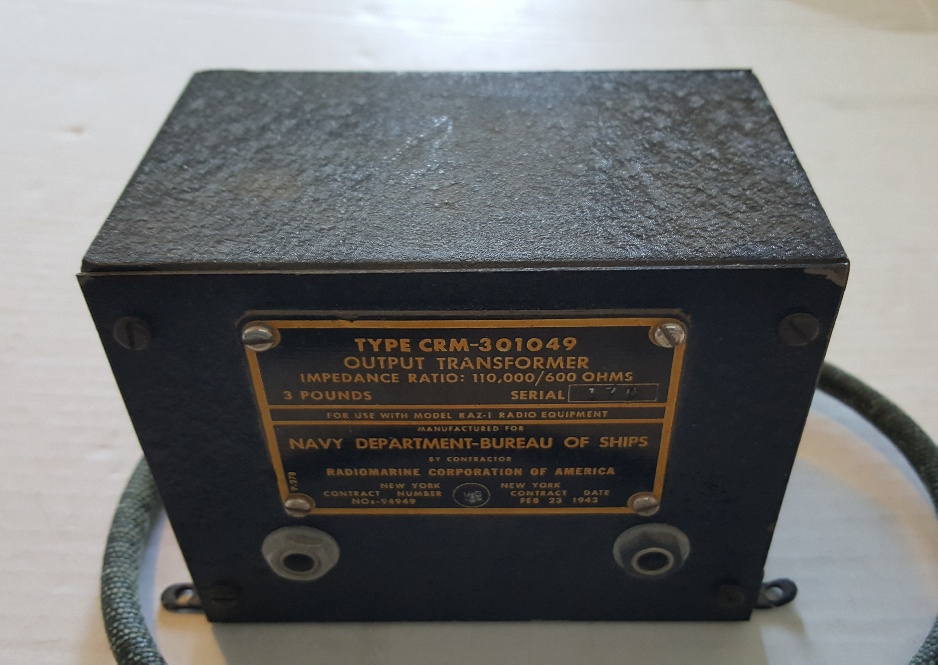 TYPE CRM-301049
OUTPUT TRANSFORMER
IMPEDANCE RATIO: 110,000/600 OHMS
3 POUNDS SERIAL
FOR USE WITH MODEL RAZ-1 RADIO EQUIPMENT
MANUFACTURED FOR
NAVY DEPARTMENT-BUREAU OF SHIPS
BY CONTRACTOR
RADIOMARINE CORPORATION OF AMERICA
NEW YORK NEW YORK
CONTRACT NUMBER CONTRACT DATE
NOs-94949 FEB 23 1943